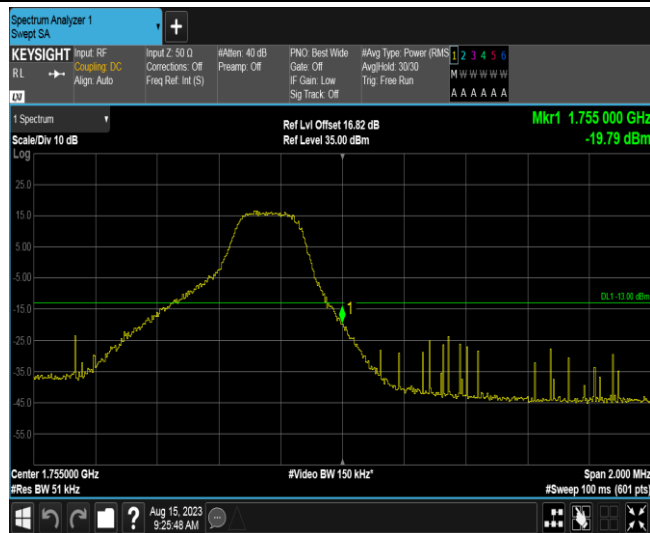 Spectrum Analyzer 1
Swept SA
KEYSIGHT
RL
LXI
Input: RF
Coupling: DC
Align: Auto
Input Z: 50 Ω
Corrections: Off
Freq Ref: Int (S)
#Atten: 40 dB
Preamp: Off
PNO: Best Wide
Gate: Off
IF Gain: Low
Sig Track: Off
#Avg Type: Power (RMS
Avg|Hold: 30/30
Trig: Free Run
1 2 3 4 5 6
M W W W W W
A A A A A A
1 Spectrum
Scale/Div 10 dB
Log
Ref Lvl Offset 16.82 dB
Ref Level 35.00 dBm
Mkr1 1.755 000 GHz
-19.79 dBm
25.0
15.0
5.00
-5.00
-15.0
-25.0
-35.0
-45.0
-55.0
DL1 -13.00 dBm
1
Center 1.755000 GHz
#Res BW 51 kHz
#Video BW 150 kHz*
Span 2.000 MHz
#Sweep 100 ms (601 pts)
?
Aug 15, 2023
9:25:48 AM